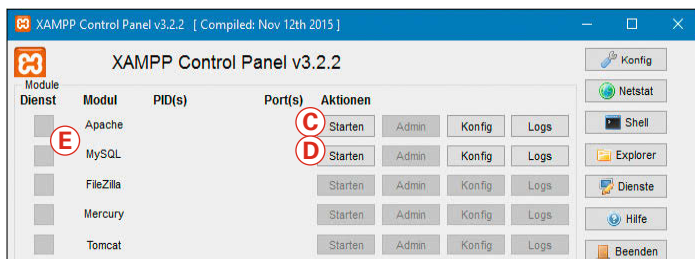 XAMPP Control Panel v3.2.2 [ Compiled: Nov 12th 2015 ]
XAMPP Control Panel v3.2.2
Konfig
Module
Dienst Modul PID(s) Port(s) Aktionen
Netstat
Apache C Starten Admin Konfig Logs
Shell
E
MySQL D Starten Admin Konfig Logs
Explorer
FileZilla Starten Admin Konfig Logs
Dienste
Mercury Starten Admin Konfig Logs
Hilfe
Tomcat Starten Admin Konfig Logs
Beenden